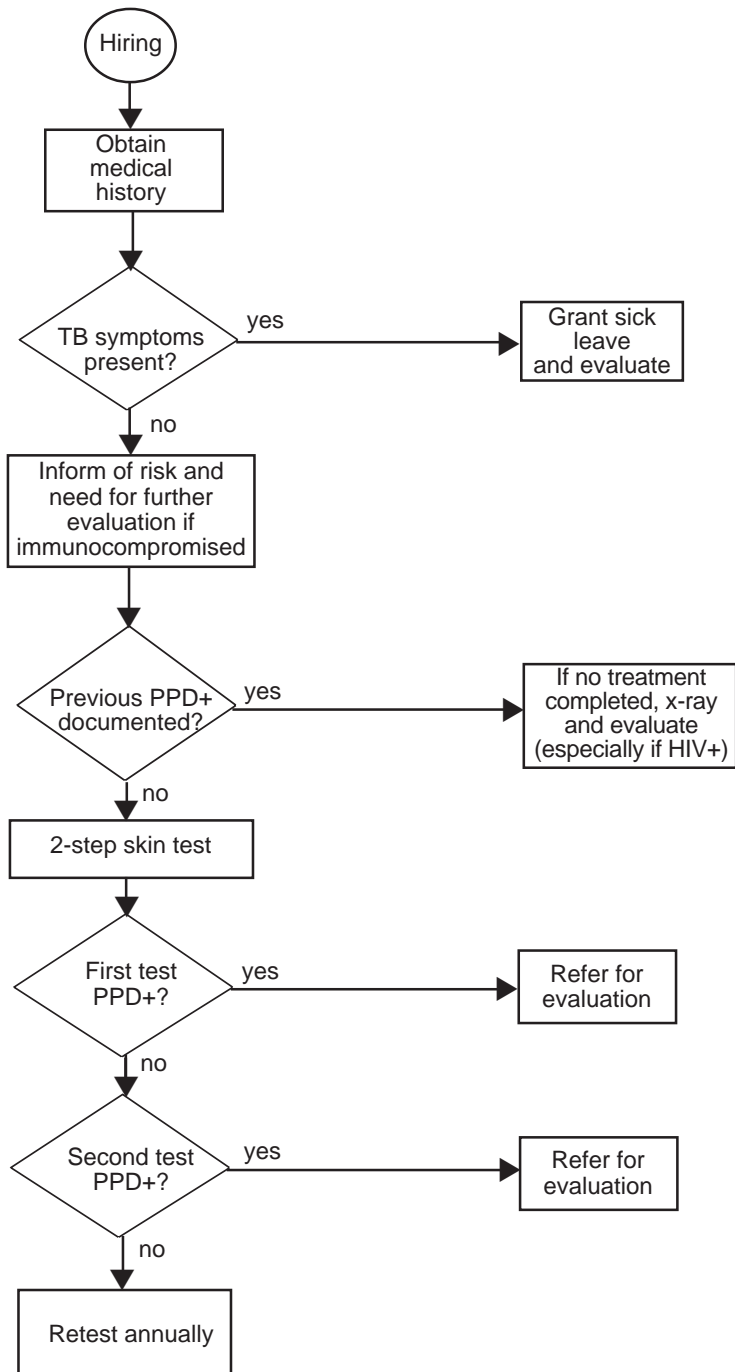 Hiring
Obtain
medical
history
TB symptoms
present?
yes
Grant sick
leave
and evaluate
no
Inform of risk and
need for further
evaluation if
immunocompromised
Previous PPD+
documented?
yes
If no treatment
completed, x-ray
and evaluate
(especially if HIV+)
no
2-step skin test
First test
PPD+?
yes
Refer for
evaluation
no
Second test
PPD+?
yes
Refer for
evaluation
no
Retest annually